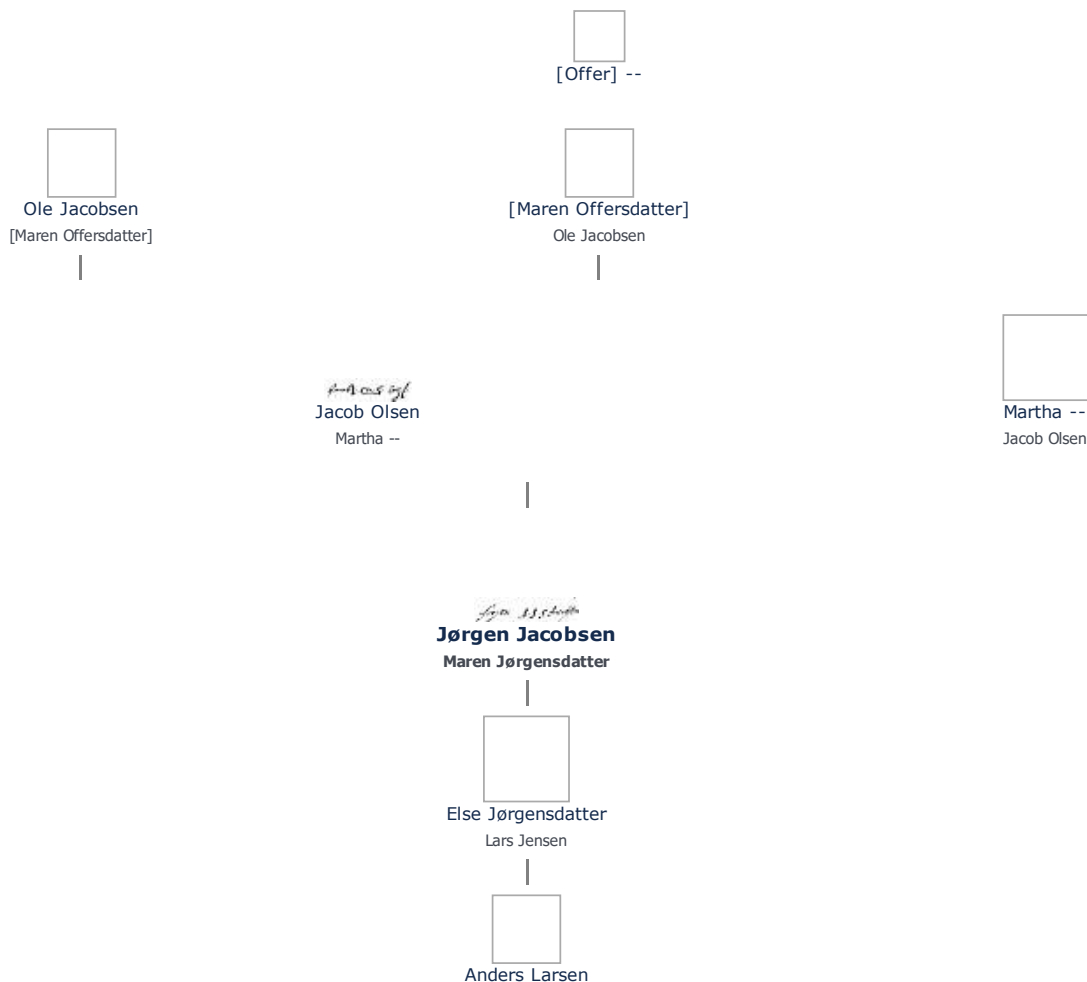 [Offer] --
Ole Jacobsen
[Maren Offersdatter]
[Maren Offersdatter]
Ole Jacobsen
Jacob Olsen
Martha --
Martha --
Jacob Olsen
Jørgen Jacobsen
Maren Jørgensdatter
Else Jørgensdatter
Lars Jensen
Anders Larsen